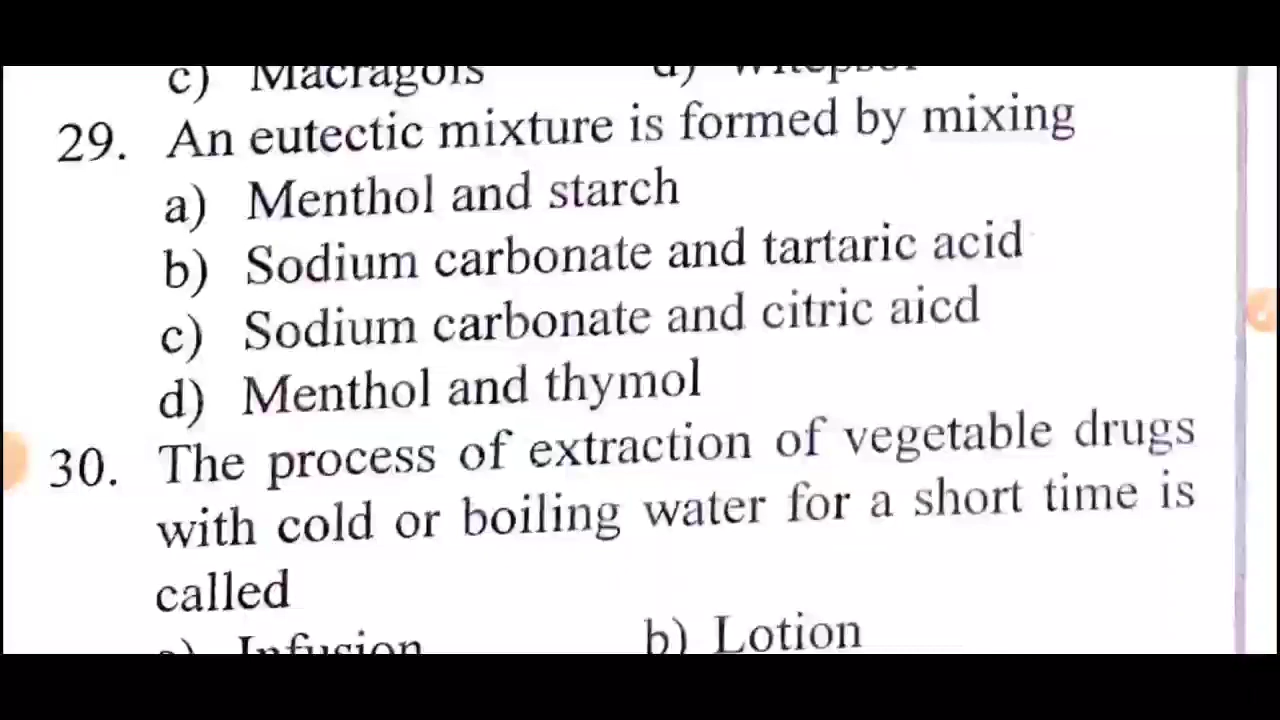 c) Macragols d)
29. An eutectic mixture is formed by mixing
a) Menthol and starch
b) Sodium carbonate and tartaric acid
c) Sodium carbonate and citric aicd
d) Menthol and thymol
30. The process of extraction of vegetable drugs
with cold or boiling water for a short time is
called
a) Infusion b) Lotion